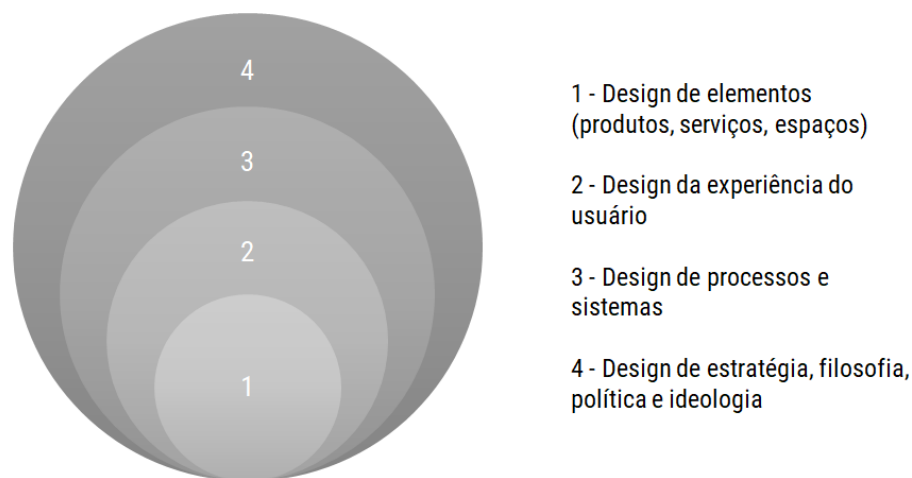 4
3
2
1
1 - Design de elementos
(produtos, serviços, espaços)
2 - Design da experiência do
usuário
3 - Design de processos e
sistemas
4 - Design de estratégia, filosofia,
política e ideologia